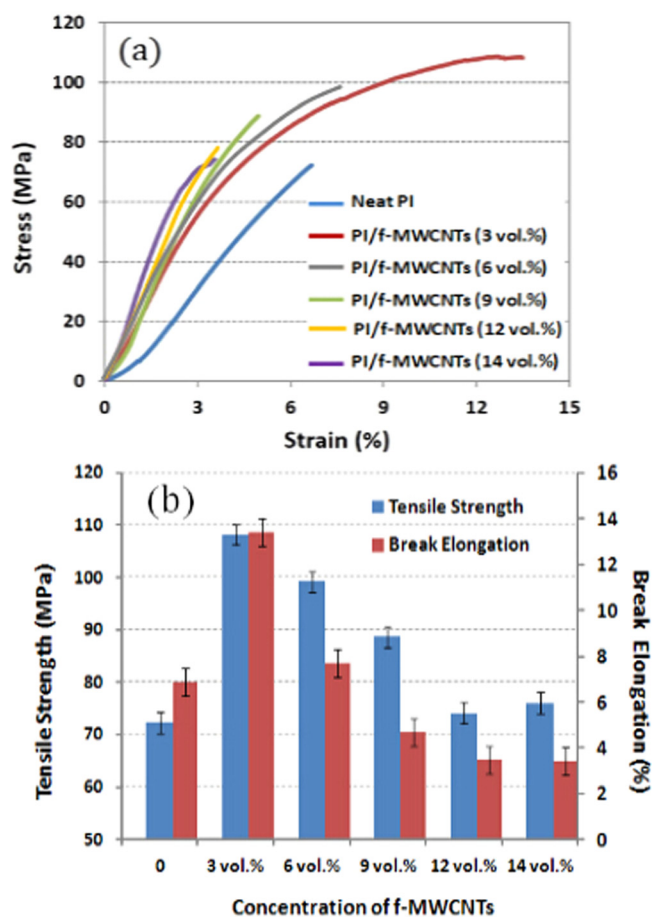 (a)
Stress (MPa)
120
100
80
60
40
20
0
Neat PI
PI/f-MWCNTs (3 vol.%)
PI/f-MWCNTs (6 vol.%)
PI/f-MWCNTs (9 vol.%)
PI/f-MWCNTs (12 vol.%)
PI/f-MWCNTs (14 vol.%)
0 3 6 9 12 15
Strain (%)
(b)
Tensile Strength (MPa)
120
110
100
90
80
70
60
50
Tensile Strength
Break Elongation
16
14
12
10
8
6
4
2
0
Break Elongation (%)
0 3 vol.% 6 vol.% 9 vol.% 12 vol.% 14 vol.%
Concentration of f-MWCNTs